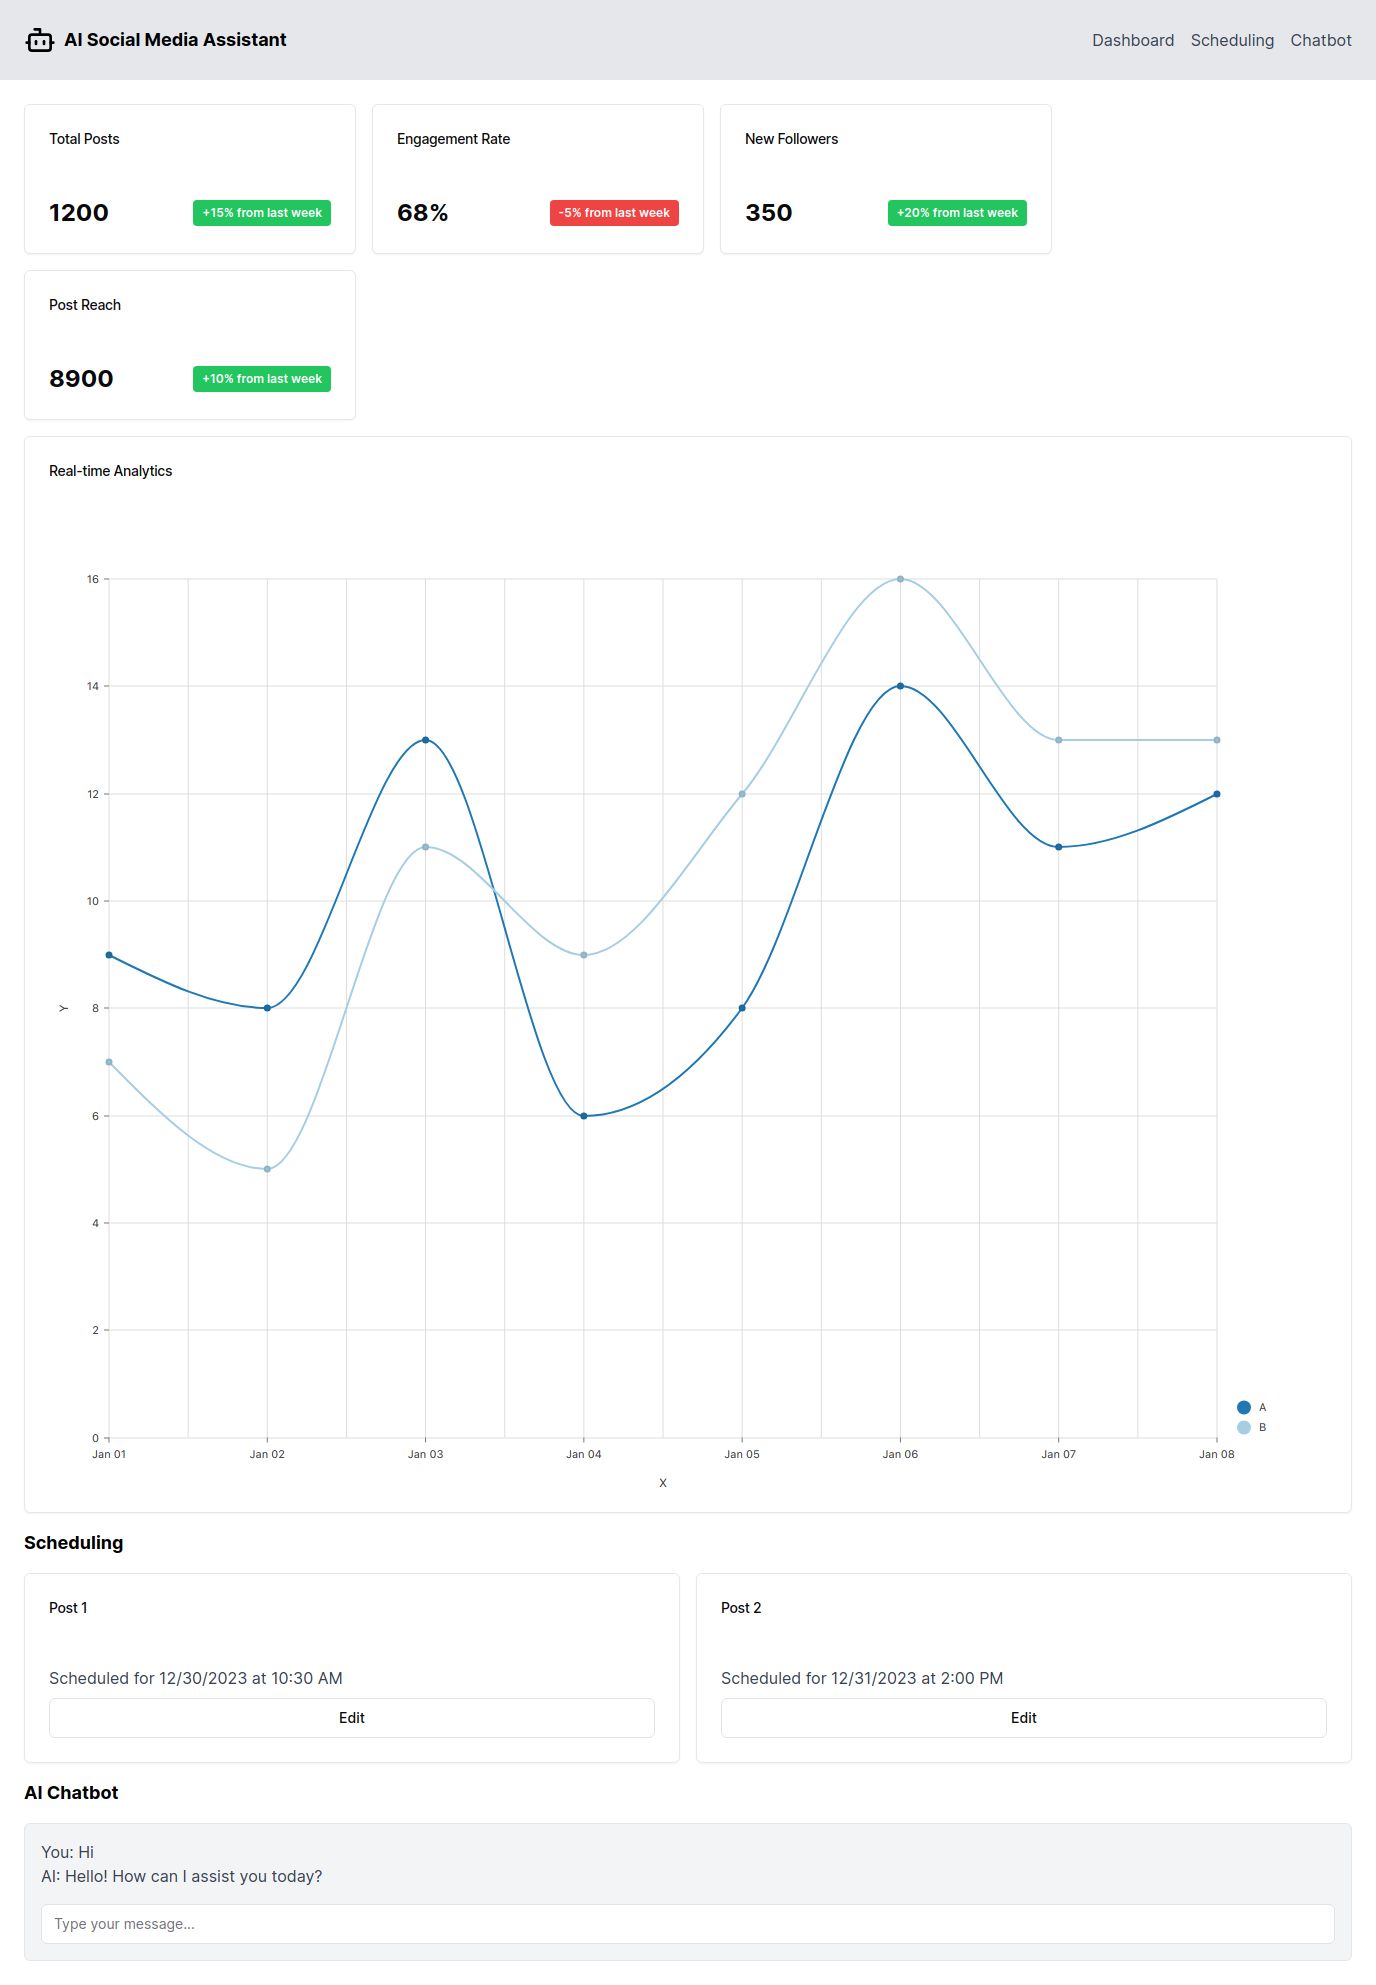 AI Social Media Assistant
Dashboard Scheduling Chatbot
Total Posts
1200
+15% from last week
Engagement Rate
68%
-5% from last week
New Followers
350
+20% from last week
Post Reach
8900
+10% from last week
Real-time Analytics
16
14
12
10
8
6
4
2
0
Y
Jan 01 Jan 02 Jan 03 Jan 04 Jan 05 Jan 06 Jan 07 Jan 08
X
A
B
Scheduling
Post 1
Scheduled for 12/30/2023 at 10:30 AM
Edit
Post 2
Scheduled for 12/31/2023 at 2:00 PM
Edit
AI Chatbot
You: Hi
AI: Hello! How can I assist you today?
Type your message...